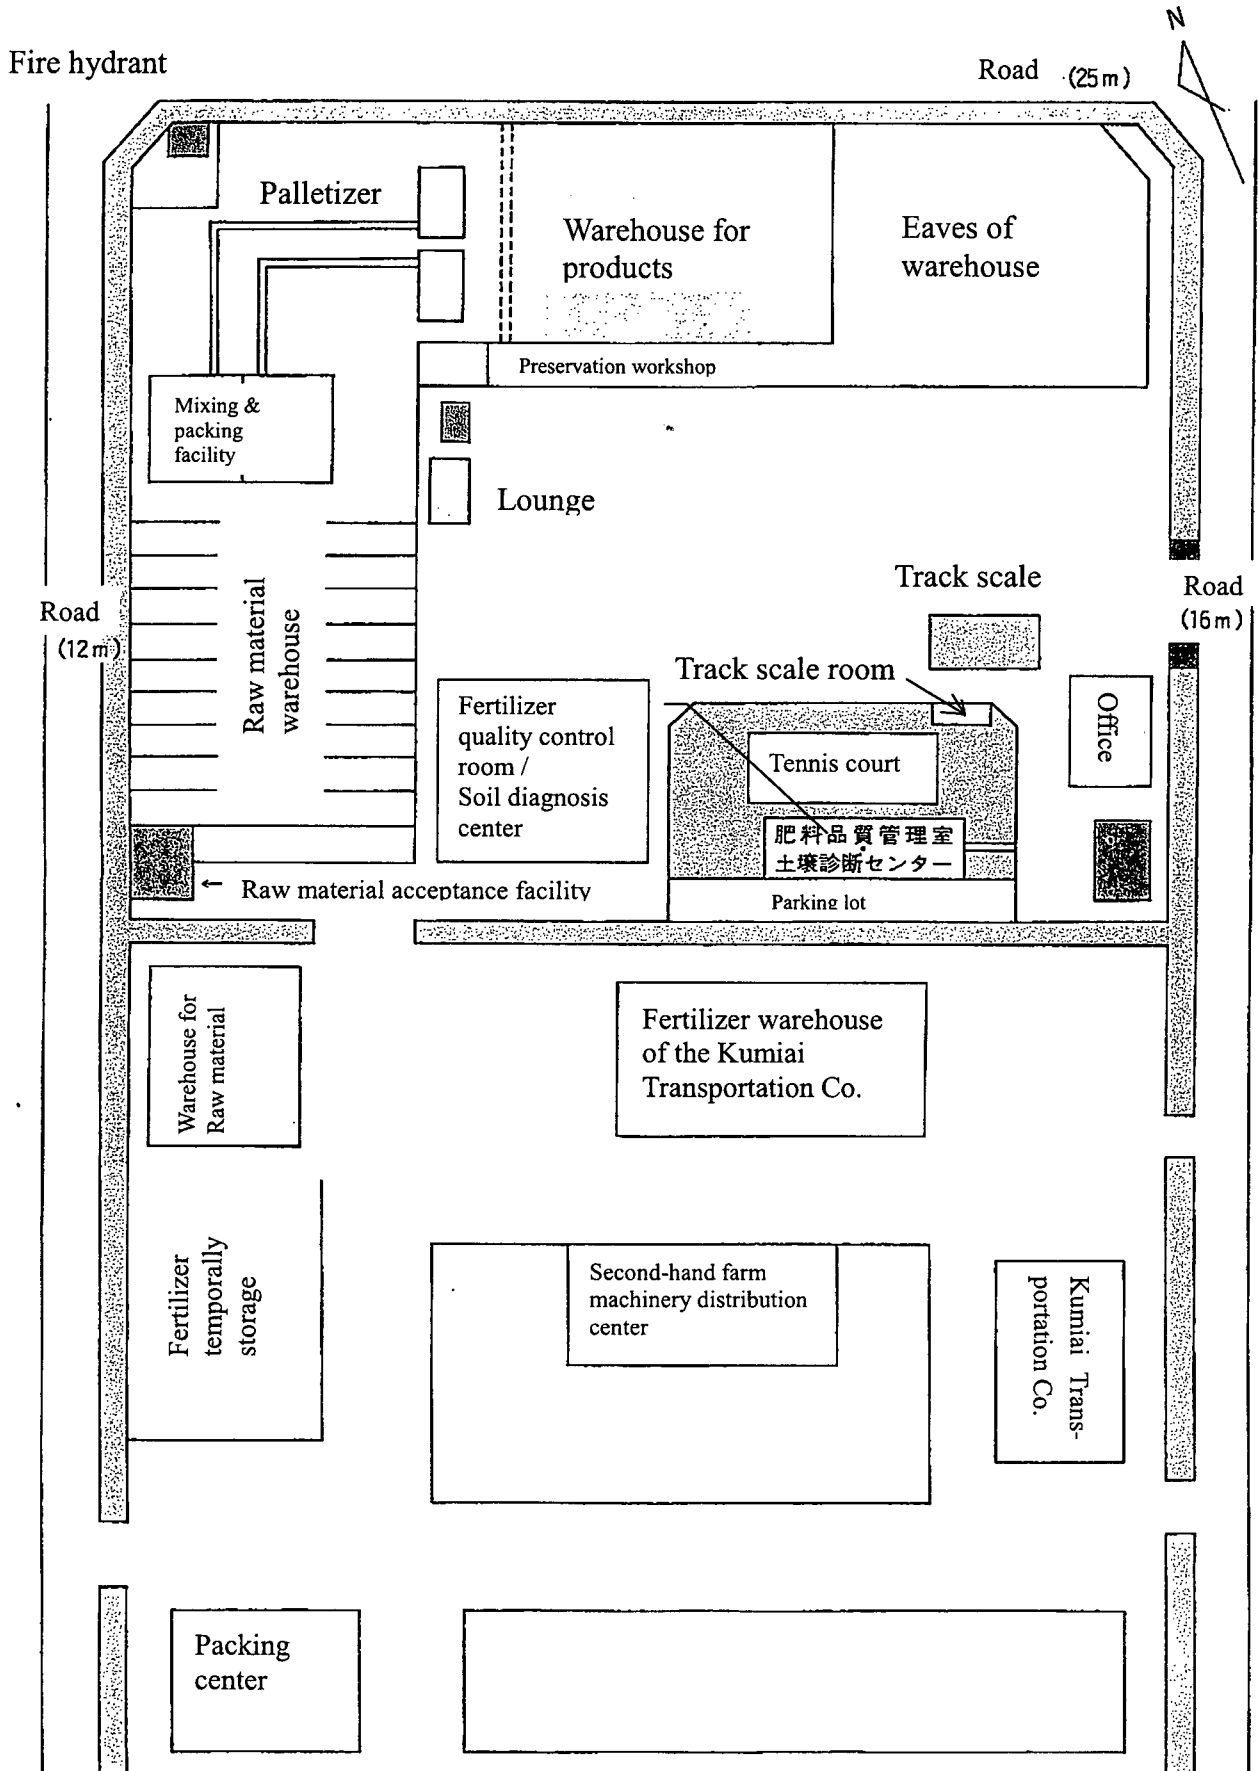 N
Fire hydrant
Road (25m)
Palletizer
Warehouse for
products
Eaves of
warehouse
Preservation workshop
Mixing &
packing
facility
Lounge
Track scale
Road
(12m)
Road
(16m)
Raw material
warehouse
Track scale room
Fertilizer
quality control
room /
Soil diagnosis
center
Office
Tennis court
肥料品質管理室
土壌診断センター
Raw material acceptance facility
Parking lot
Warehouse for
Raw material
Fertilizer warehouse
of the Kumiai
Transportation Co.
Fertilizer
temporally
storage
Second-hand farm
machinery distribution
center
Kumiai Trans-
portation Co.
Packing
center